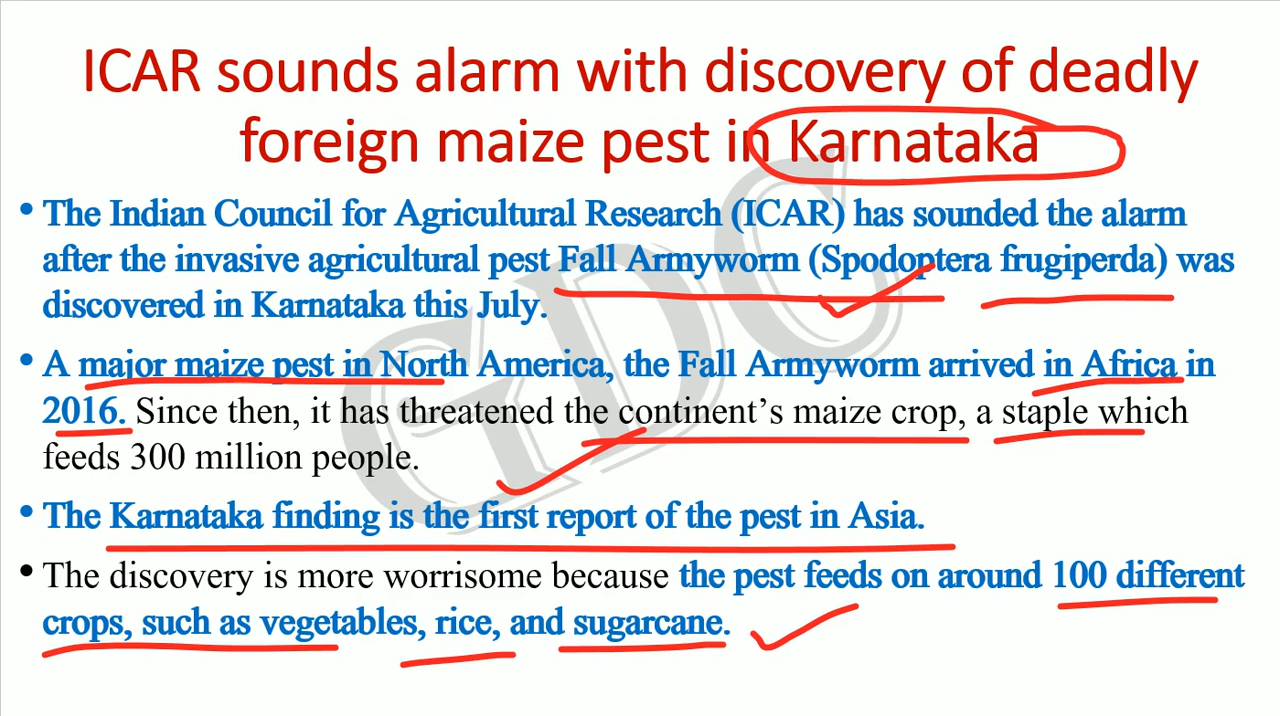 ICAR sounds alarm with discovery of deadly
foreign maize pest in Karnataka
• The Indian Council for Agricultural Research (ICAR) has sounded the alarm
after the invasive agricultural pest Fall Armyworm (Spodoptera frugiperda) was
discovered in Karnataka this July.
• A major maize pest in North America, the Fall Armyworm arrived in Africa in
2016. Since then, it has threatened the continent’s maize crop, a staple which
feeds 300 million people.
• The Karnataka finding is the first report of the pest in Asia.
• The discovery is more worrisome because the pest feeds on around 100 different
crops, such as vegetables, rice, and sugarcane.
GDC